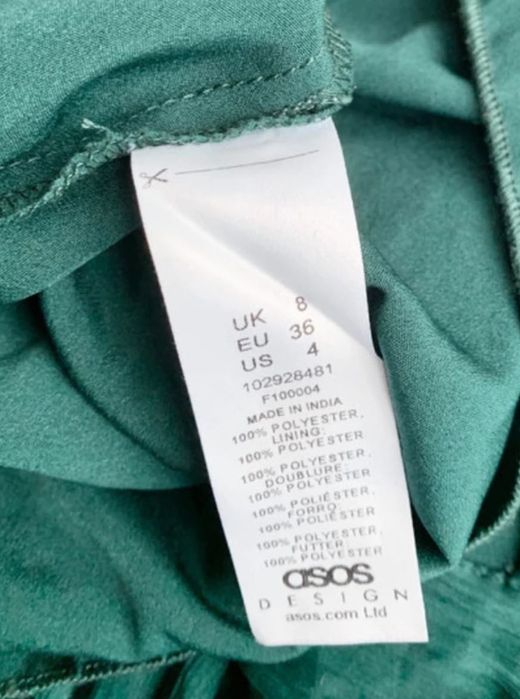 UK 8
EU 36
US 4
102928481
F100004
MADE IN INDIA
100% POLYESTER,
LINING:
100% POLYESTER
100% POLYESTER,
DOUBLURE:
100% POLYESTER
100% POLIÉSTER,
FORRO:
100% POLIÉSTER
100% POLYESTER,
FUTTER:
100% POLYESTER
asos
DESIGN
asos.com Ltd